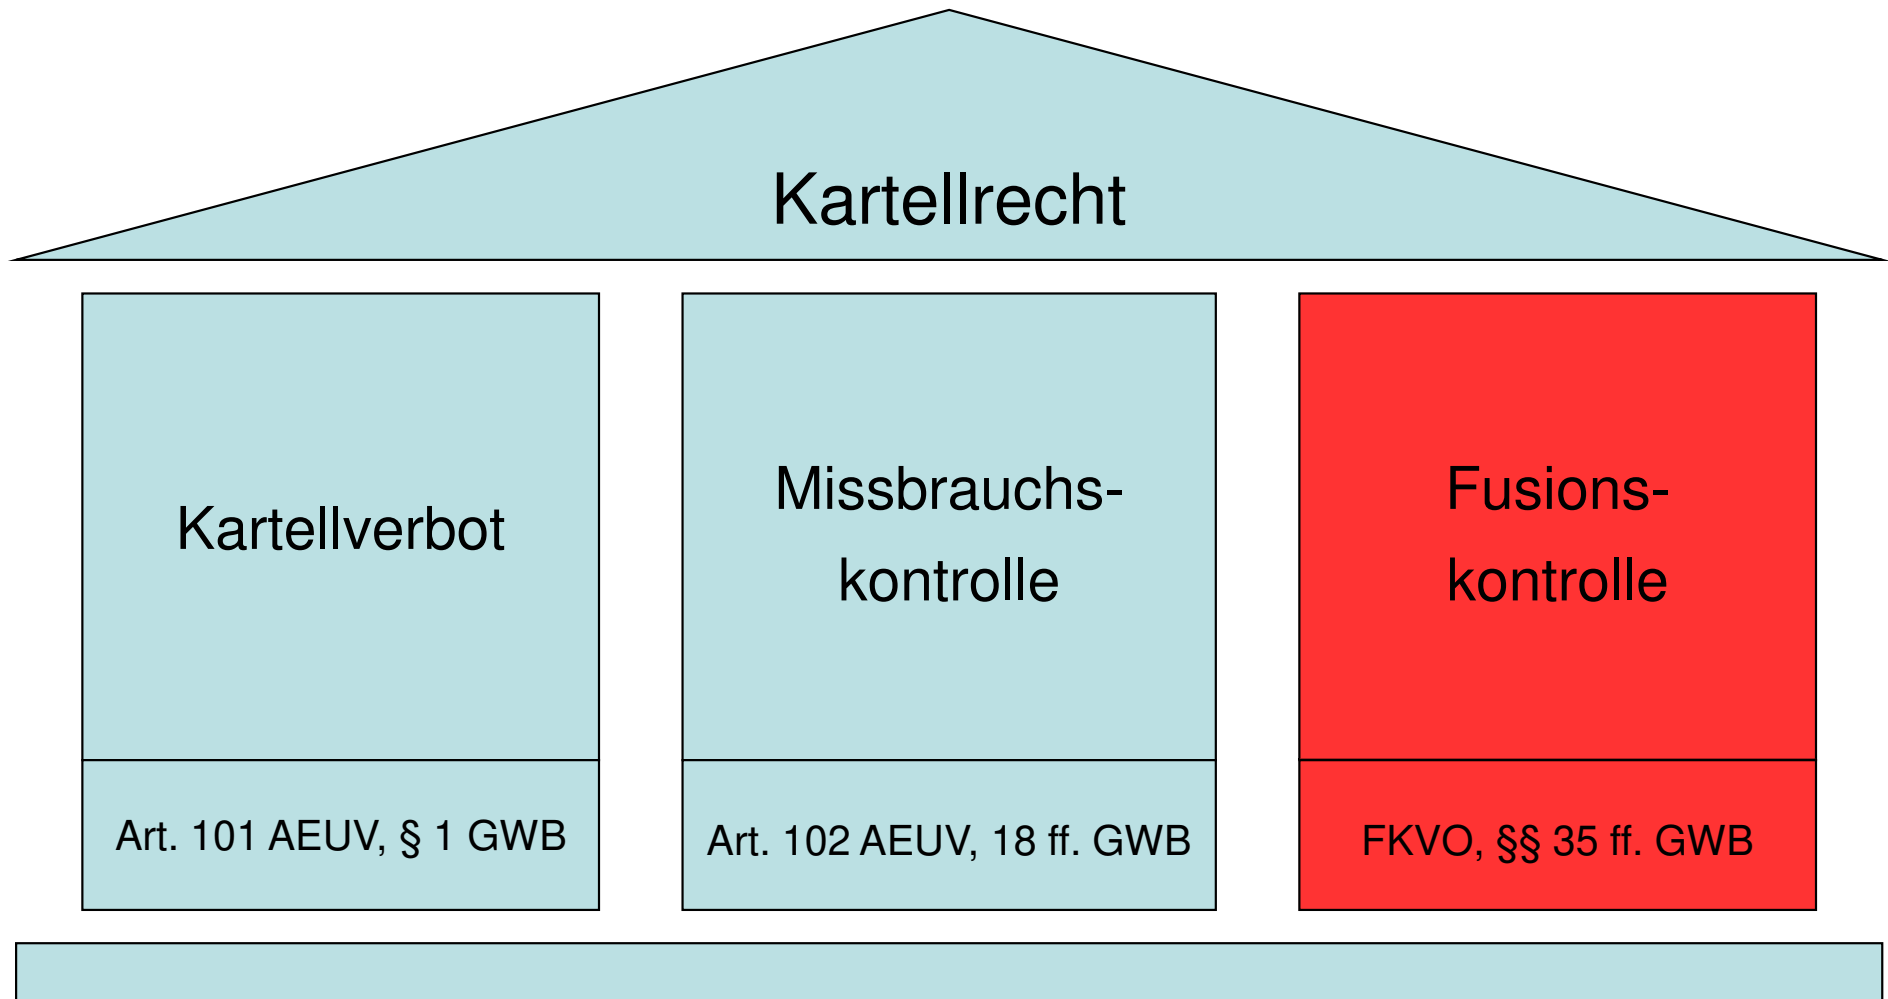 Kartellrecht
Kartellverbot
Art. 101 AEUV, § 1 GWB
Missbrauchs-
kontrolle
Art. 102 AEUV, 18 ff. GWB
Fusions-
kontrolle
FKVO, §§ 35 ff. GWB